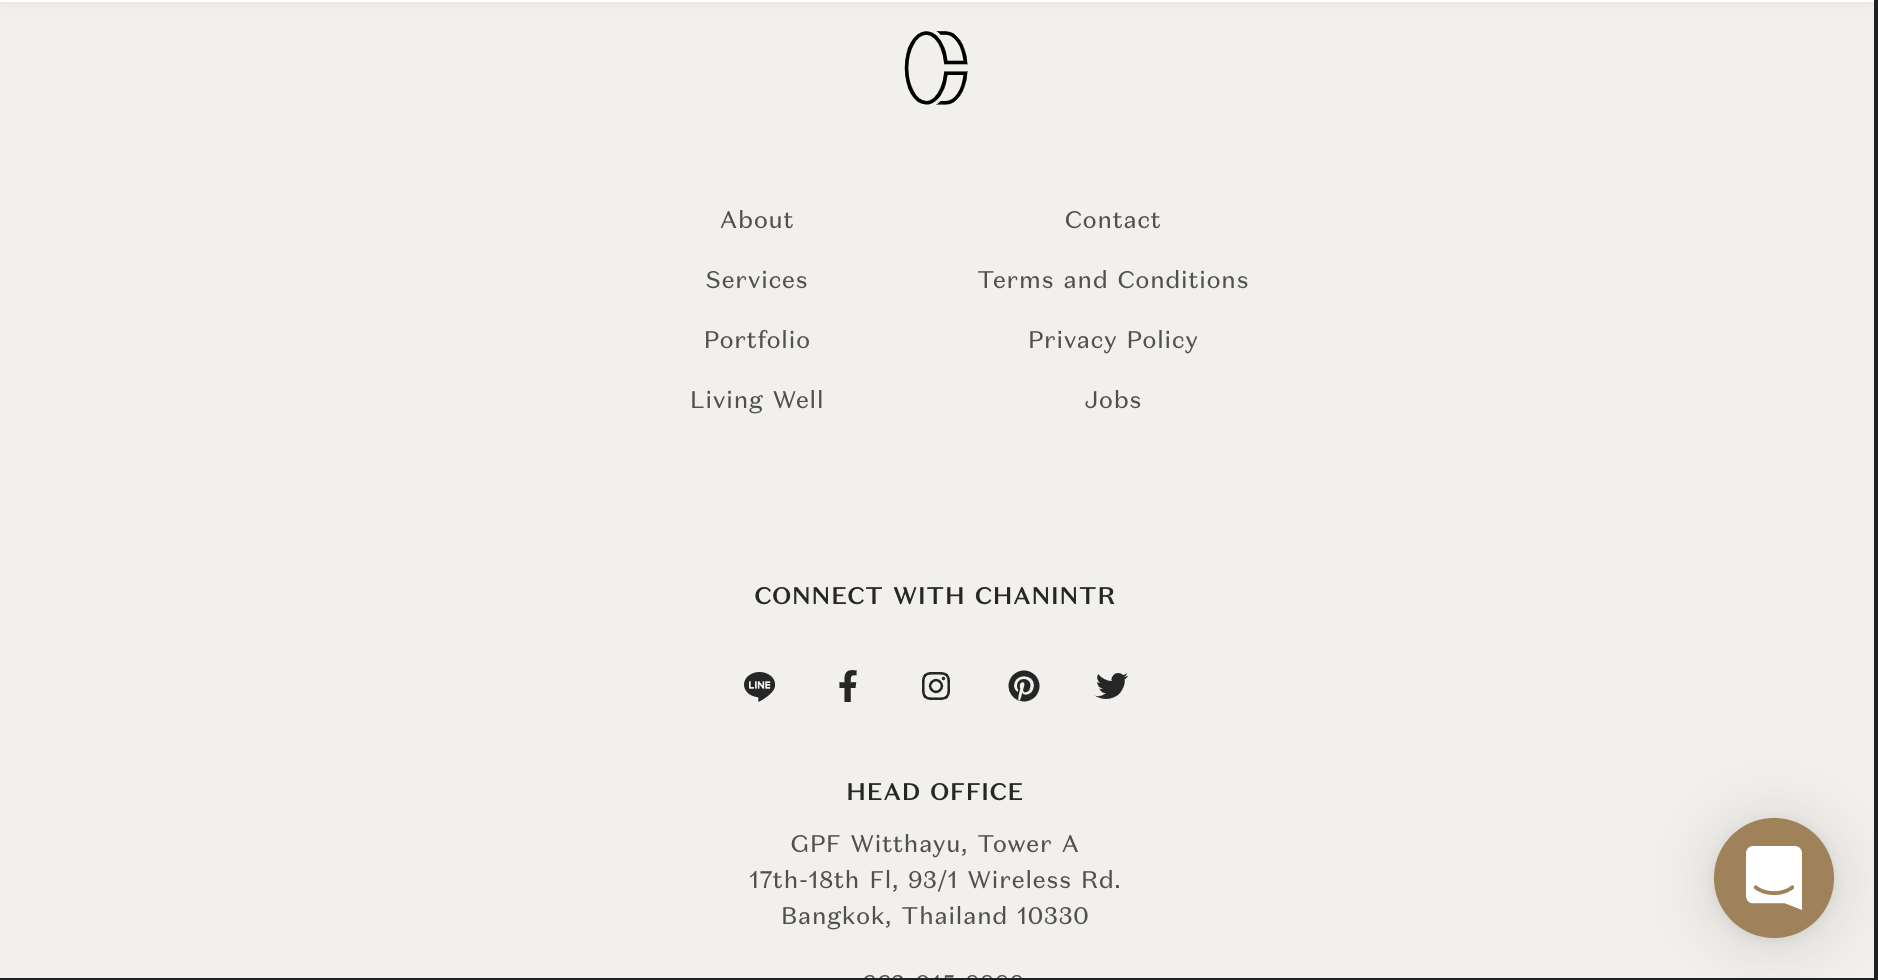 About
Services
Portfolio
Living Well
Contact
Terms and Conditions
Privacy Policy
Jobs
CONNECT WITH CHANINTR
LINE
HEAD OFFICE
GPF Witthayu, Tower A
17th-18th Fl, 93/1 Wireless Rd.
Bangkok, Thailand 10330